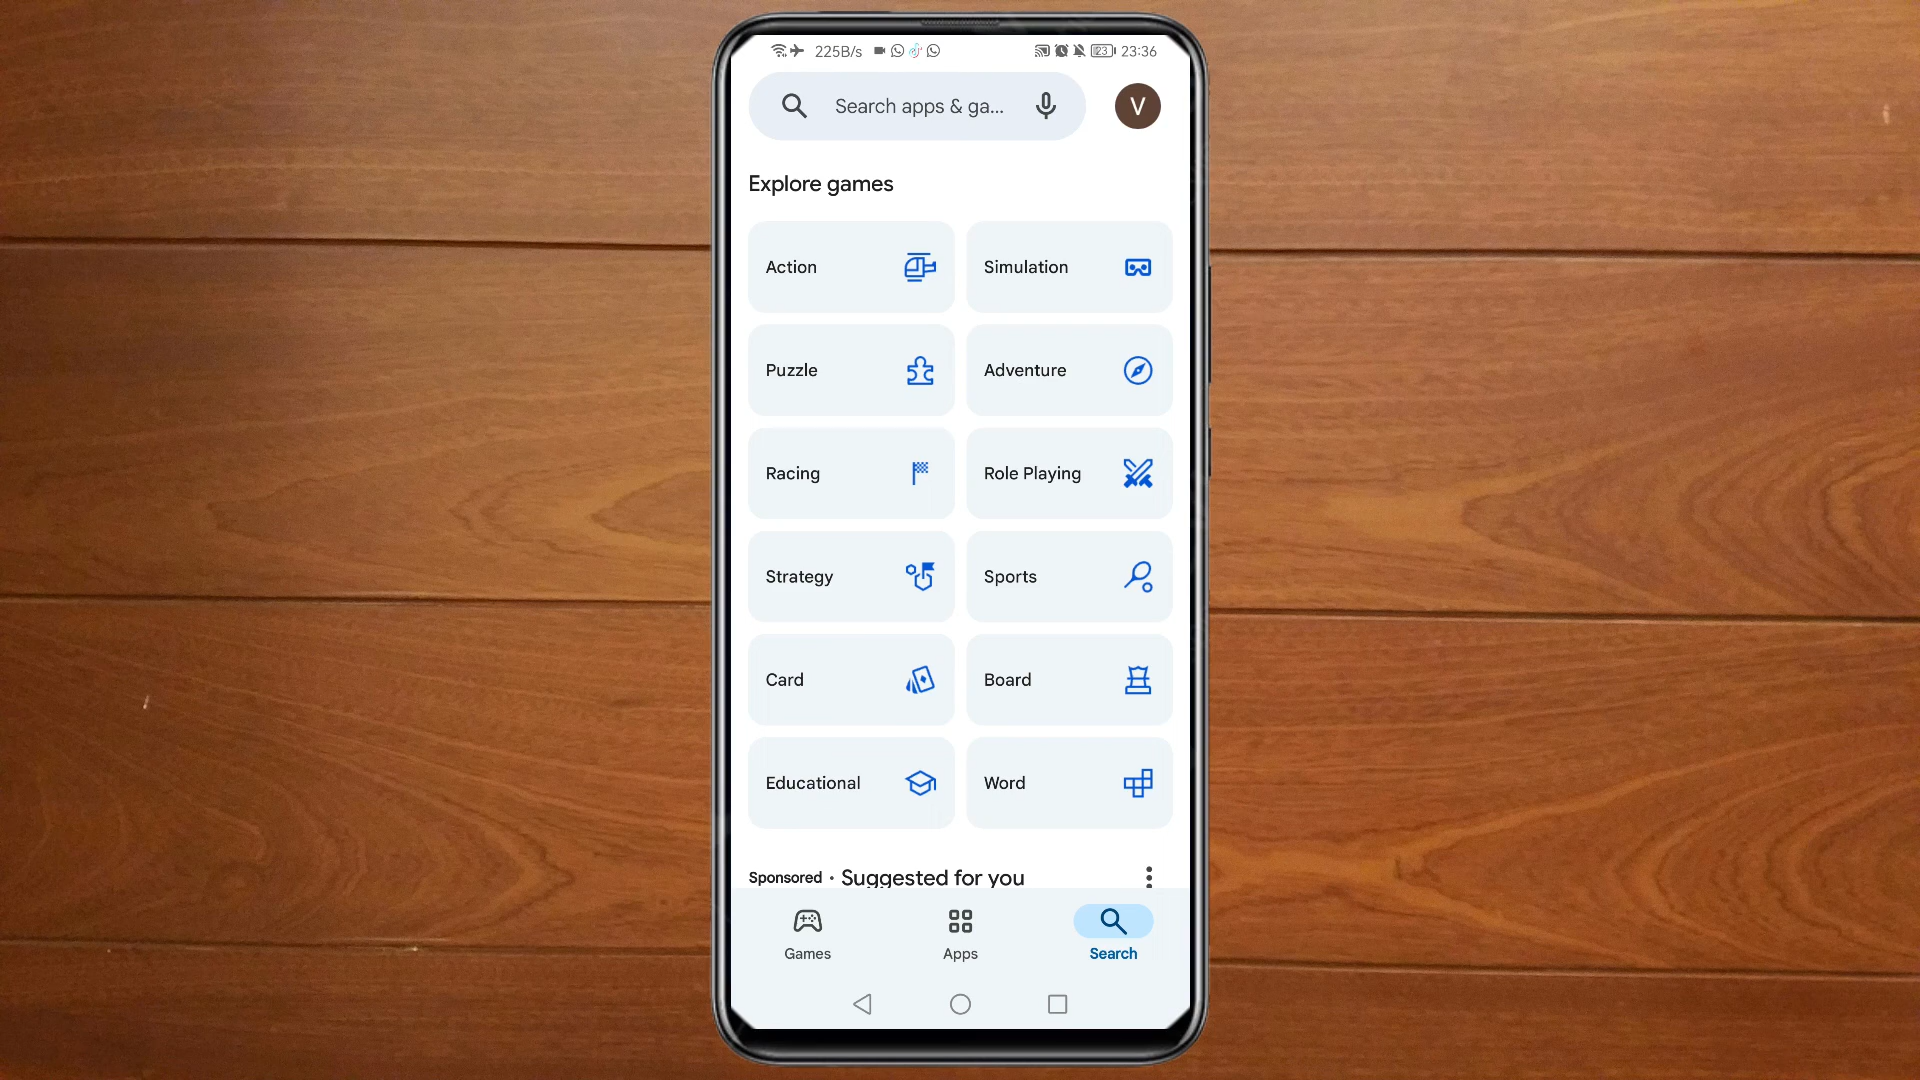 225B/s 23 23:36
Search apps & ga... V
Explore games
Action Simulation
Puzzle Adventure
Racing Role Playing
Strategy Sports
Card Board
Educational Word
Sponsored • Suggested for you
Games Apps Search